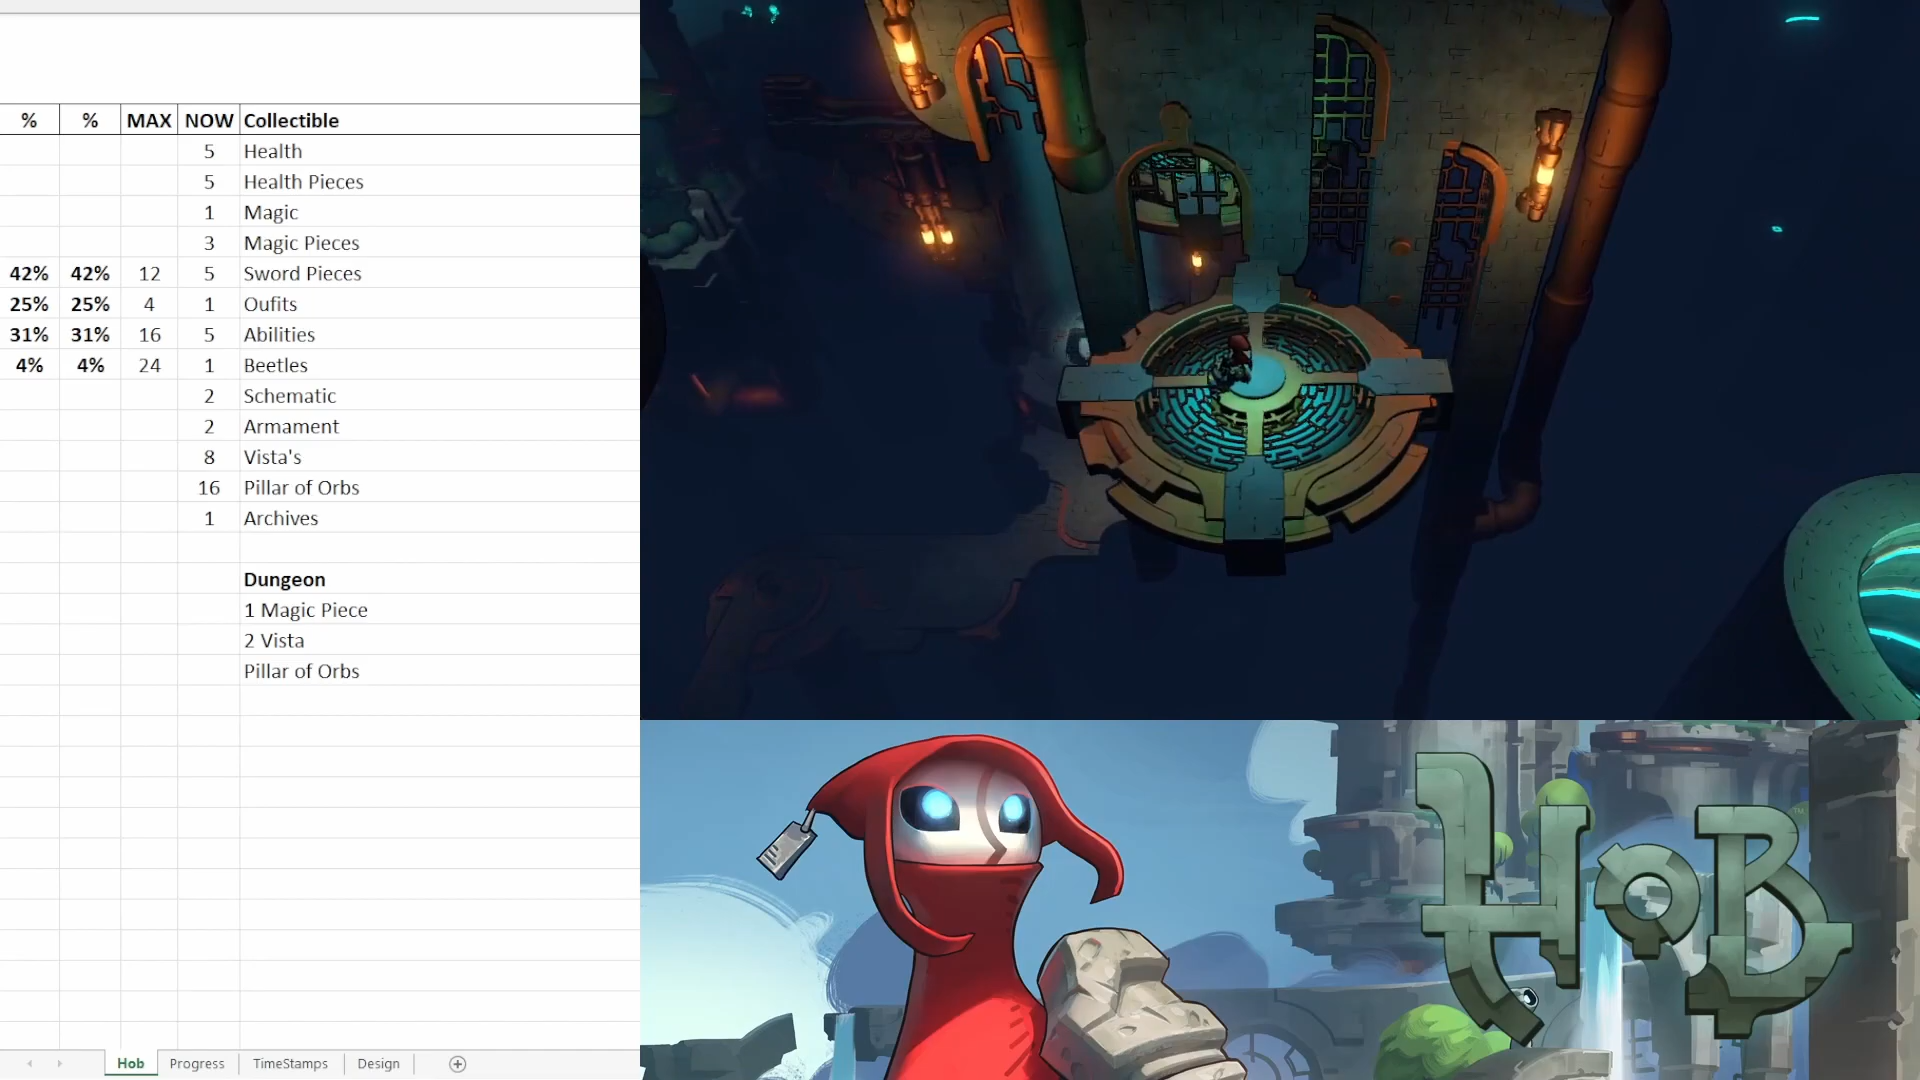 % % MAX NOW Collectible
5 Health
5 Health Pieces
1 Magic
3 Magic Pieces
42% 42% 12 5 Sword Pieces
25% 25% 4 1 Oufits
31% 31% 16 5 Abilities
4% 4% 24 1 Beetles
2 Schematic
2 Armament
8 Vista's
16 Pillar of Orbs
1 Archives
Dungeon
1 Magic Piece
2 Vista
Pillar of Orbs
Hob Progress TimeStamps Design
HOB
TM